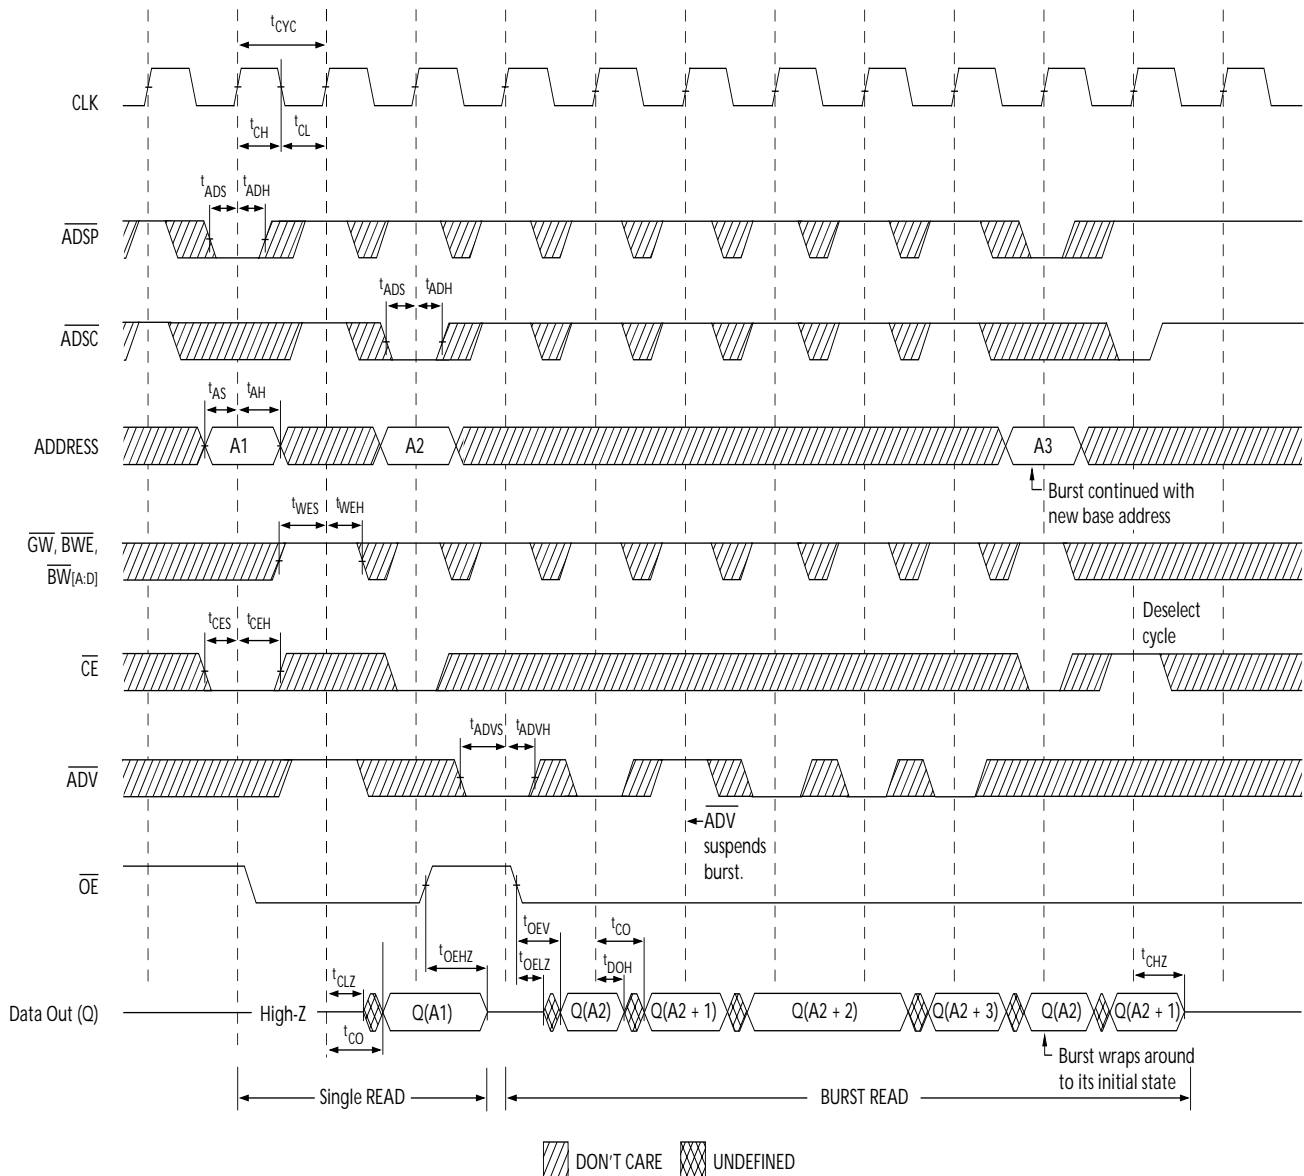 tCYC
CLK
tCH
tCL
tADS
tADH
ADSP
tADS
tADH
ADSC
tAS
tAH
ADDRESS
A1
A2
A3
Burst continued with
new base address
tWES
tWEH
GW, BWE,
BW[A:D]
Deselect
cycle
tCES
tCEH
CE
tADVS
tADVH
ADV
ADV
suspends
burst.
OE
tOEV
tCO
tOEHZ
tOELZ
tDOH
tCHZ
tCLZ
Data Out (Q)
High-Z
Q(A1)
Q(A2)
Q(A2 + 1)
Q(A2 + 2)
Q(A2 + 3)
Q(A2)
Q(A2 + 1)
tCO
Burst wraps around
to its initial state
Single READ
BURST READ
DON'T CARE
UNDEFINED